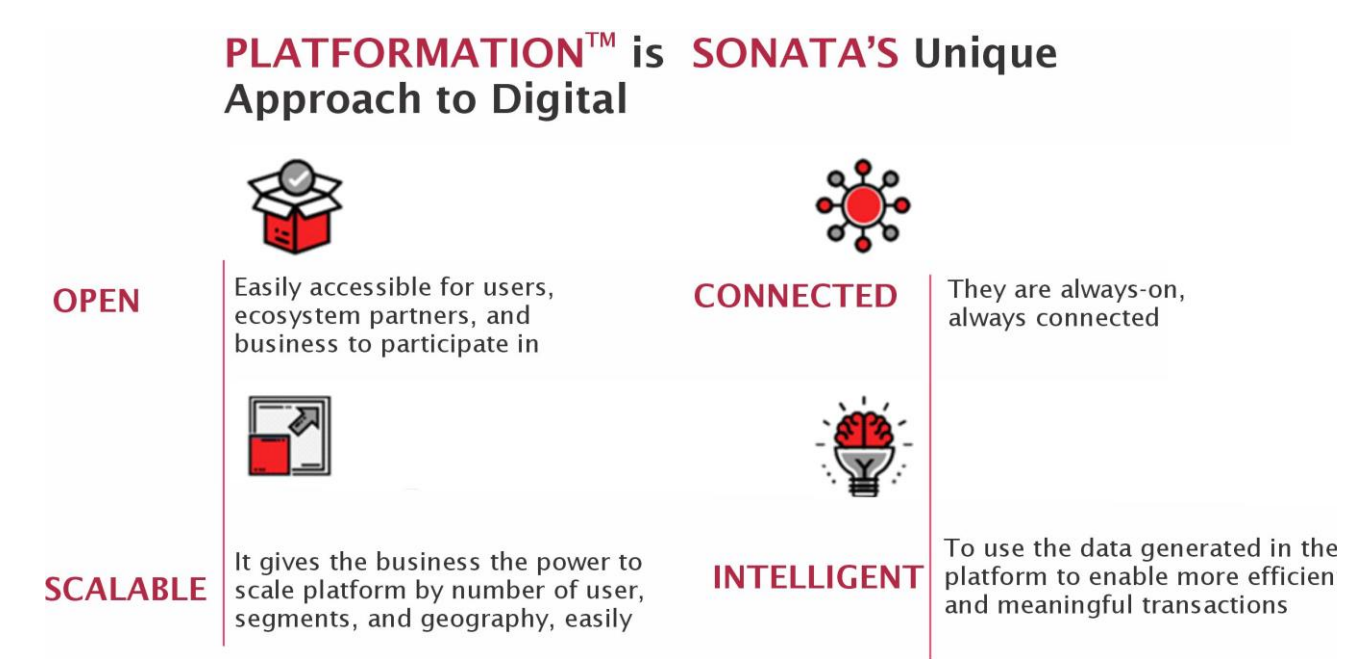 PLATFORMATION™ is SONATA'S Unique
Approach to Digital
OPEN
Easily accessible for users,
ecosystem partners, and
business to participate in
CONNECTED
They are always-on,
always connected
SCALABLE
It gives the business the power to
scale platform by number of user,
segments, and geography, easily
INTELLIGENT
To use the data generated in the
platform to enable more efficien
and meaningful transactions